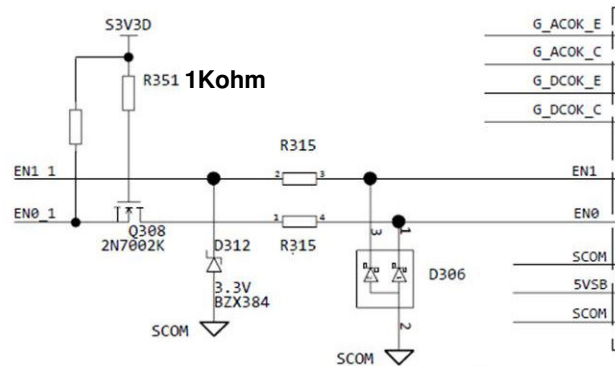 S3V3D
G_ACOK_E
R351 1Kohm
G_ACOK_C
G_DCOK_E
G_DCOK_C
R315
EN1_1
2
3
EN1
EN0_1
1
4
EN0
Q308
2N7002K
D312
R315
3
1
D306
SCOM
3.3V
BZX384
5VSB
SCOM
2
SCOM
SCOM